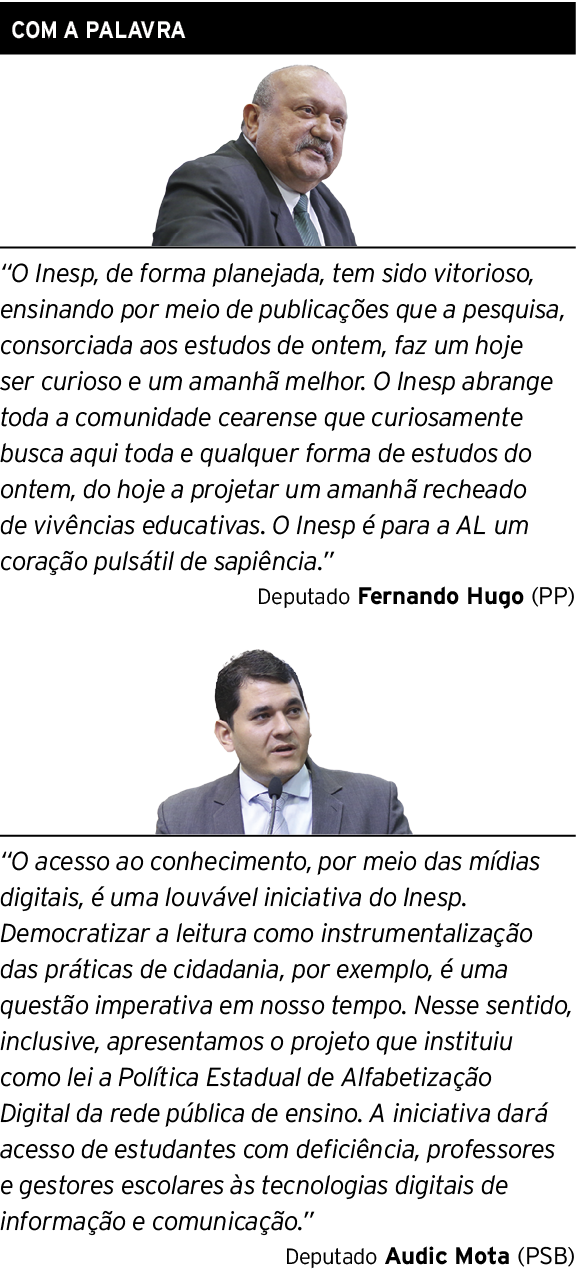 COM A PALAVRA
“O Inesp, de forma planejada, tem sido vitorioso,
ensinando por meio de publicações que a pesquisa,
consorciada aos estudos de ontem, faz um hoje
ser curioso e um amanhã melhor. O Inesp abrange
toda a comunidade cearense que curiosamente
busca aqui toda e qualquer forma de estudos do
ontem, do hoje a projetar um amanhã recheado
de vivências educativas. O Inesp é para a AL um
coração pulsátil de sapiência.”
Deputado Fernando Hugo (PP)
“O acesso ao conhecimento, por meio das mídias
digitais, é uma louvável iniciativa do Inesp.
Democratizar a leitura como instrumentalização
das práticas de cidadania, por exemplo, é uma
questão imperativa em nosso tempo. Nesse sentido,
inclusive, apresentamos o projeto que instituiu
como lei a Política Estadual de Alfabetização
Digital da rede pública de ensino. A iniciativa dará
acesso de estudantes com deficiência, professores
e gestores escolares às tecnologias digitais de
informação e comunicação.”
Deputado Audic Mota (PSB)